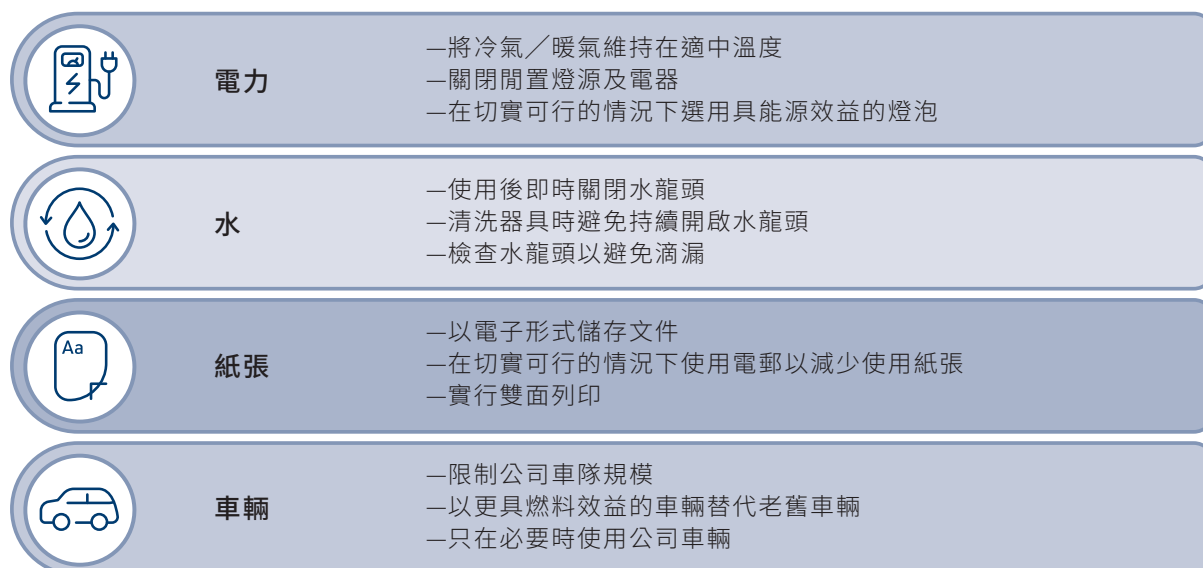 電力
—將冷氣／暖氣維持在適中溫度
—關閉閒置燈源及電器
—在切實可行的情況下選用具能源效益的燈泡
水
—使用後即時關閉水龍頭
—清洗器具時避免持續開啟水龍頭
—檢查水龍頭以避免滴漏
Aa
紙張
—以電子形式儲存文件
—在切實可行的情況下使用電郵以減少使用紙張
—實行雙面列印
車輛
—限制公司車隊規模
—以更具燃料效益的車輛替代老舊車輛
—只在必要時使用公司車輛